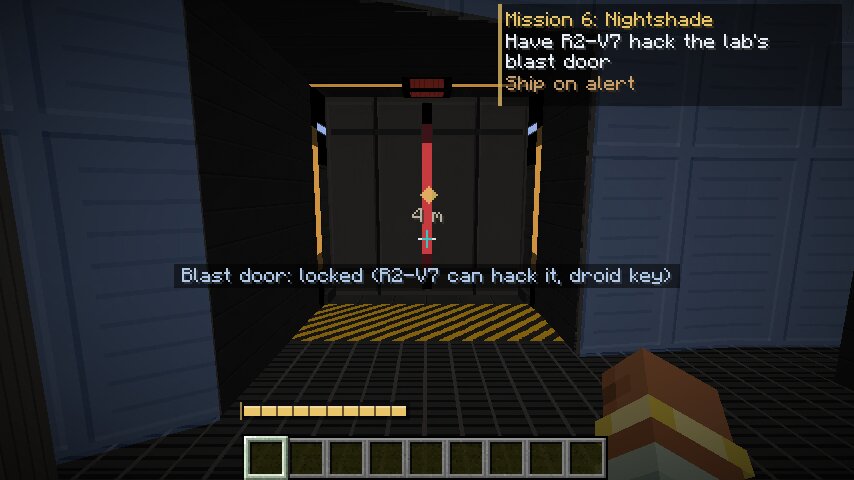 Mission 6: Nightshade
Have R2-V7 hack the lab's
blast door
Ship on alert
4 m
Blast door: locked (R2-V7 can hack it, droid key)